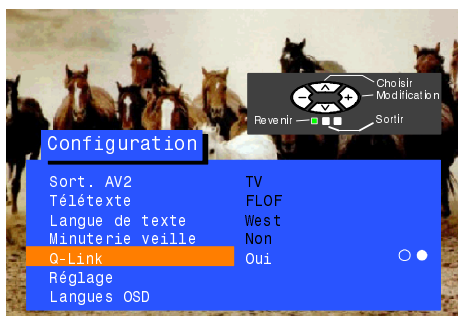 Choisir
Modification
Revenir
Sortir
Configuration
Sort. AV2 TV
Télétexte FLOF
Langue de texte West
Minuterie veille Non
Q-Link Oui
Réglage
Langues OSD